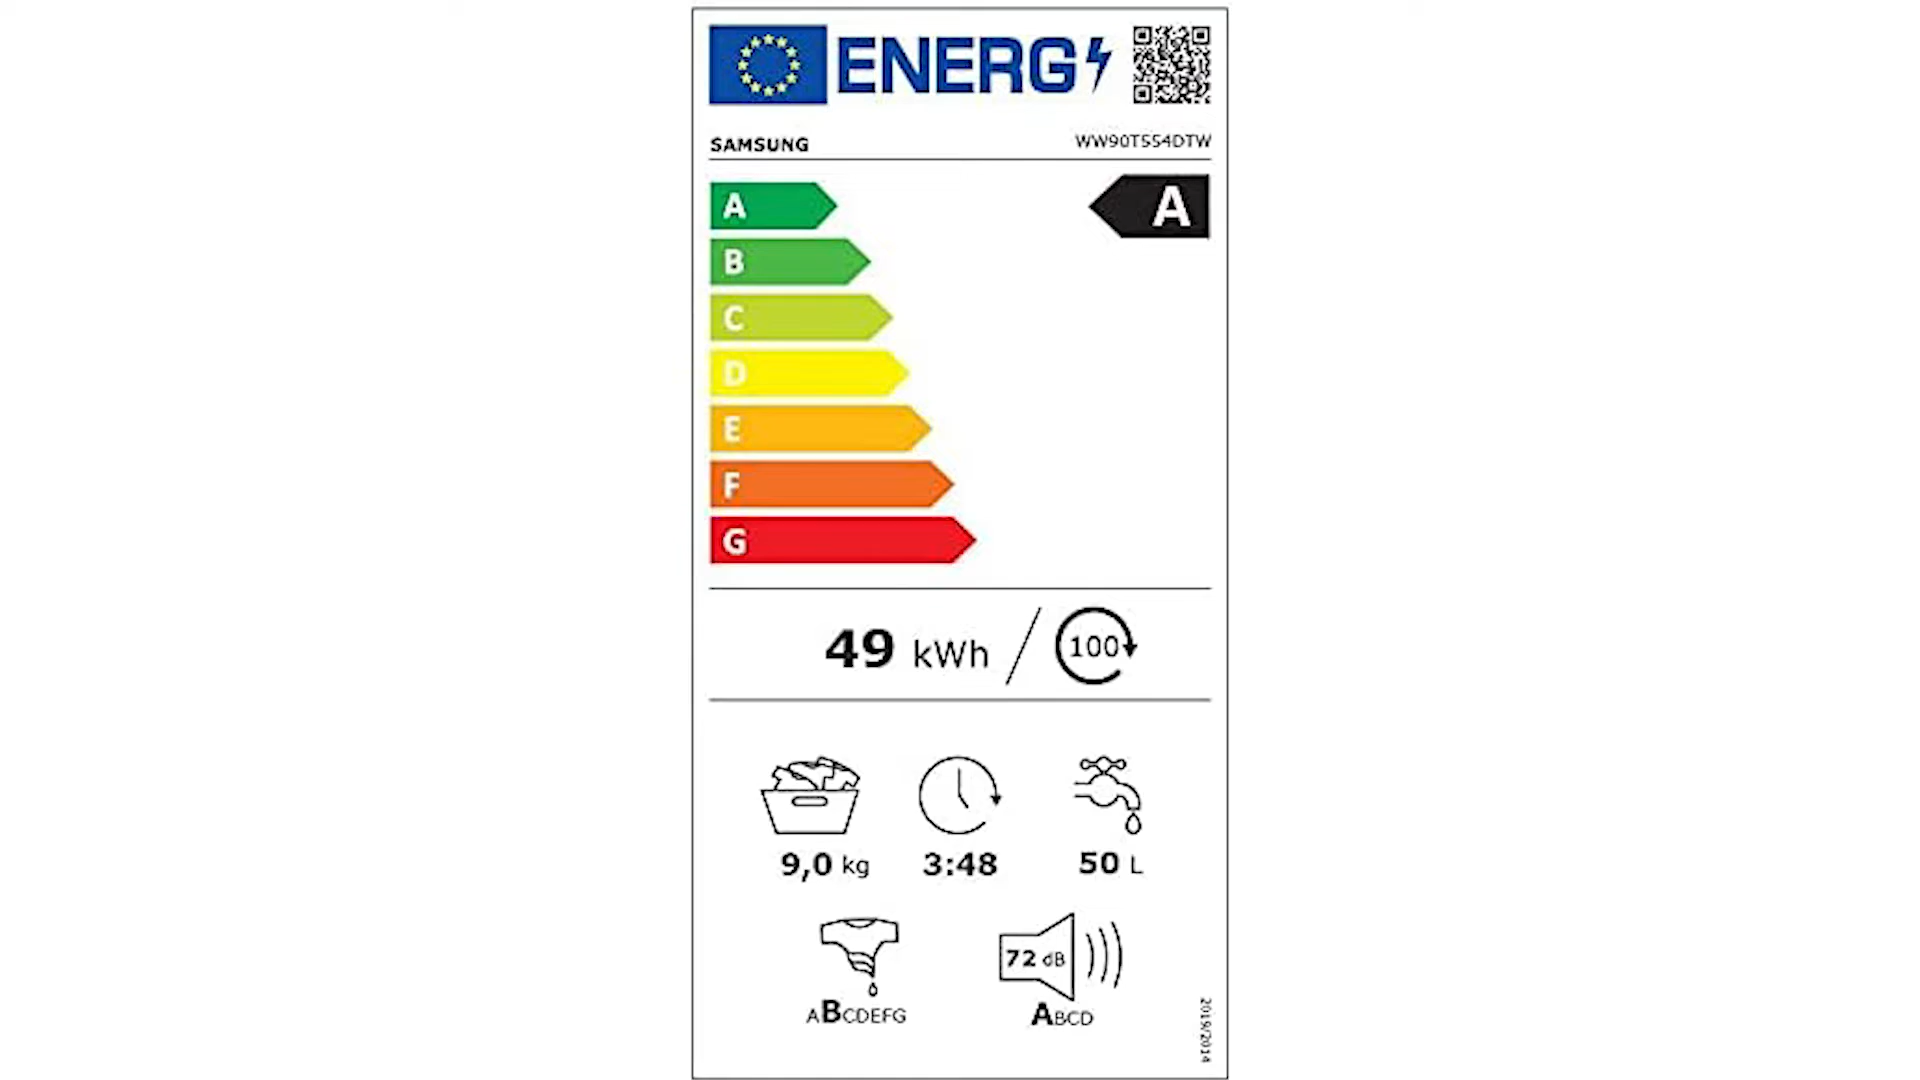 ENERG
SAMSUNG
WW90T554DTW
A
A
B
C
D
E
F
G
49 kWh / 100
9,0 kg
3:48
50 L
72 dB
ABCDEFG
ABCD
2019/2014